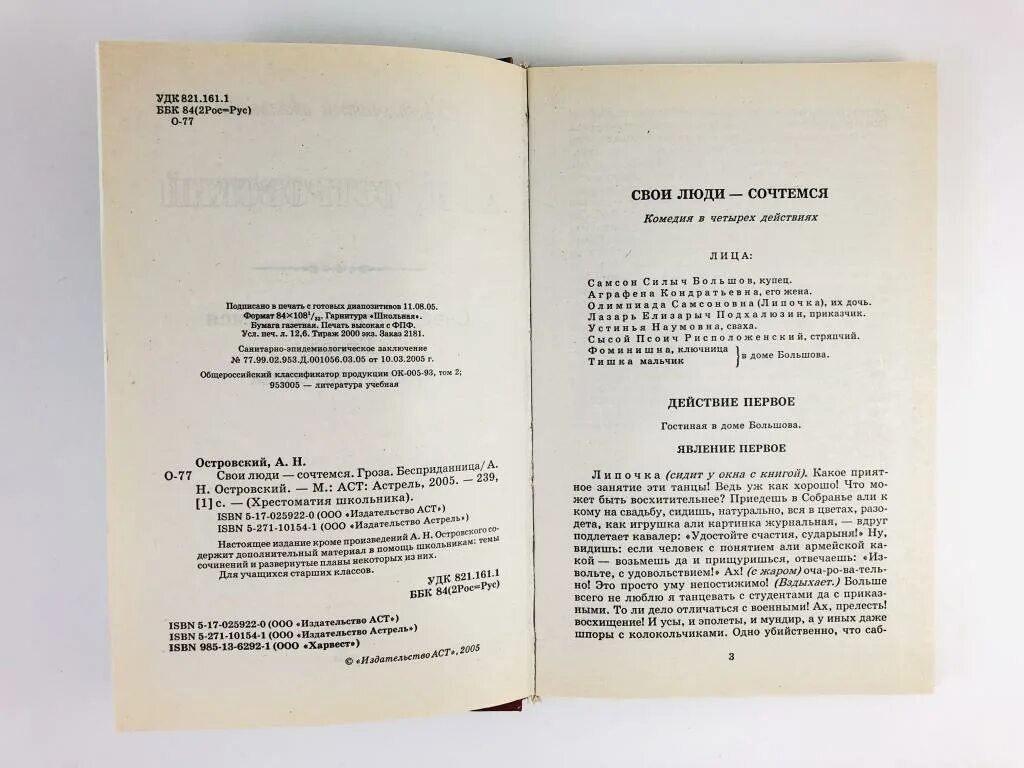 УДК 821.161.1
ББК 84(2Рос=Рус)
О-77
Подписано в печать с готовых диапозитивов 11.08.05.
Формат 84×108¹/₃₂. Гарнитура «Школьная».
Бумага газетная. Печать высокая с ФПФ.
Усл. печ. л. 12,6. Тираж 2000 экз. Заказ 2181.
Санитарно-эпидемиологическое заключение
№ 77.99.02.953.Д.001056.03.05 от 10.03.2005 г.
Общероссийский классификатор продукции ОК-005-93, том 2;
953005 — литература учебная
Островский, А. Н.
О-77 Свои люди — сочтемся. Гроза. Бесприданница/А.
Н. Островский. — М.: АСТ: Астрель, 2005. — 239,
[1] с. — (Хрестоматия школьника).
ISBN 5-17-025922-0 (ООО «Издательство АСТ»)
ISBN 5-271-10154-1 (ООО «Издательство Астрель»)
Настоящее издание кроме произведений А. Н. Островского со-
держит дополнительный материал в помощь школьникам: темы
сочинений и развернутые планы некоторых из них.
Для учащихся старших классов.
УДК 821.161.1
ББК 84(2Рос=Рус)
ISBN 5-17-025922-0 (ООО «Издательство АСТ»)
ISBN 5-271-10154-1 (ООО «Издательство Астрель»)
ISBN 985-13-6292-1 (ООО «Харвест»)
© «Издательство АСТ», 2005
СВОИ ЛЮДИ — СОЧТЕМСЯ
Комедия в четырех действиях
ЛИЦА:
Самсон Силыч Большов, купец.
Аграфена Кондратьевна, его жена.
Олимпиада Самсоновна (Липочка), их дочь.
Лазарь Елизарыч Подхалюзин, приказчик.
Устинья Наумовна, сваха.
Сысой Псоич Рисположенский, стряпчий.
Фоминишна, ключница
Тишка мальчик } в доме Большова.
ДЕЙСТВИЕ ПЕРВОЕ
Гостиная в доме Большова.
ЯВЛЕНИЕ ПЕРВОЕ
Липочка (сидит у окна с книгой). Какое прият-
ное занятие эти танцы! Ведь уж как хорошо! Что
может быть восхитительнее? Приедешь в Собранье али к
кому на свадьбу, сидишь, натурально, вся в цветах, разо-
дета, как игрушка али картинка журнальная, — вдруг
подлетает кавалер: «Удостойте счастия, сударыня!» Ну,
видишь: если человек с понятием али армейской ка-
кой — возьмешь да и прищуришься, отвечаешь: «Из-
вольте, с удовольствием!» Ах! (с жаром) оча-ро-ва-тель-
но! Это просто уму непостижимо! (Вздыхает.) Больше
всего не люблю я танцевать с студентами да с приказ-
ными. То ли дело отличаться с военными! Ах, прелесть!
восхищение! И усы, и эполеты, и мундир, а у иных даже
шпоры с колокольчиками. Одно убийственно, что саб-
3